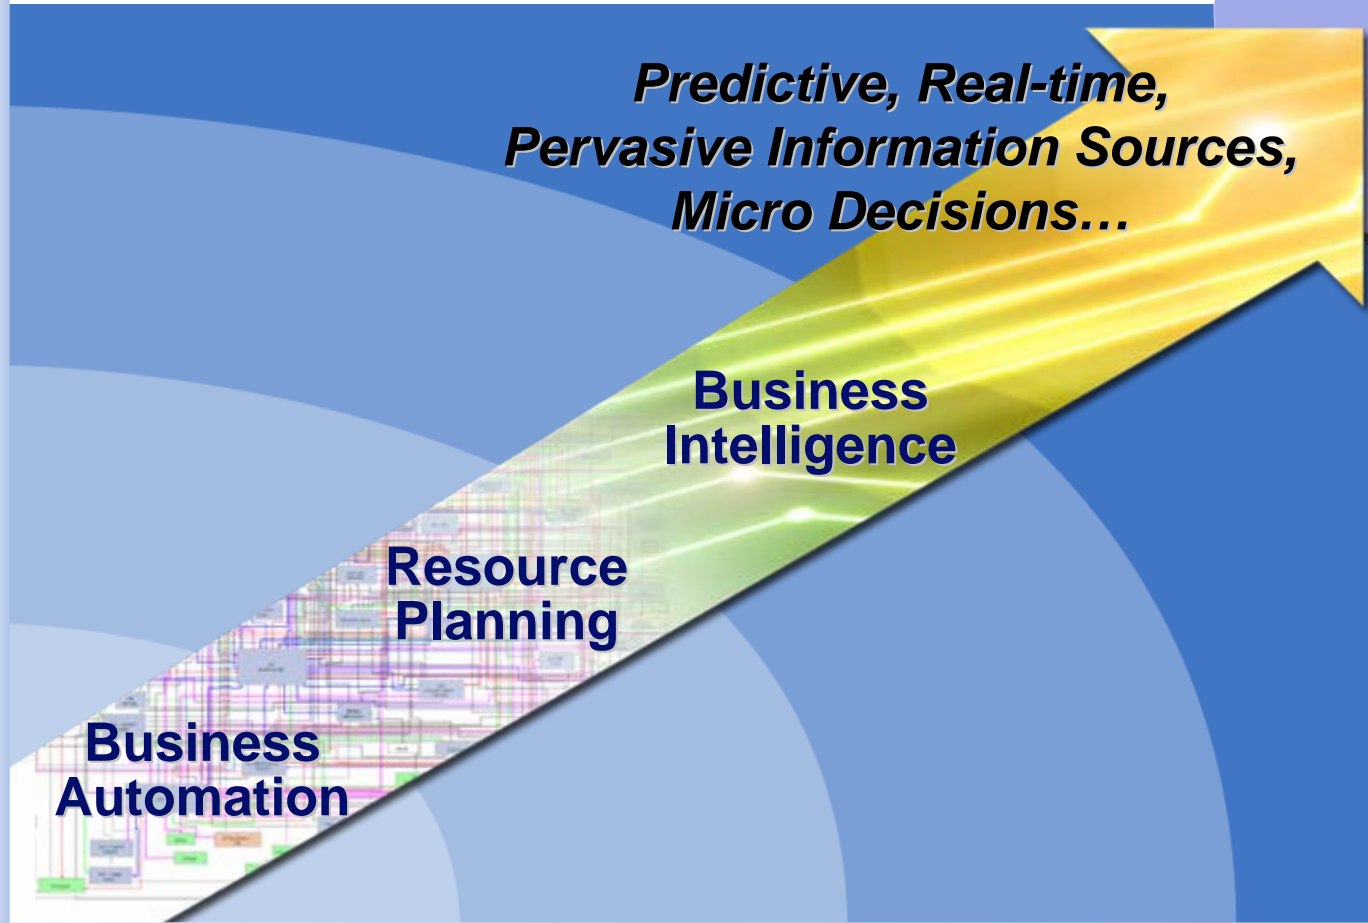 Predictive, Real-time,
Pervasive Information Sources,
Micro Decisions…
Business
Intelligence
Resource
Planning
Business
Automation